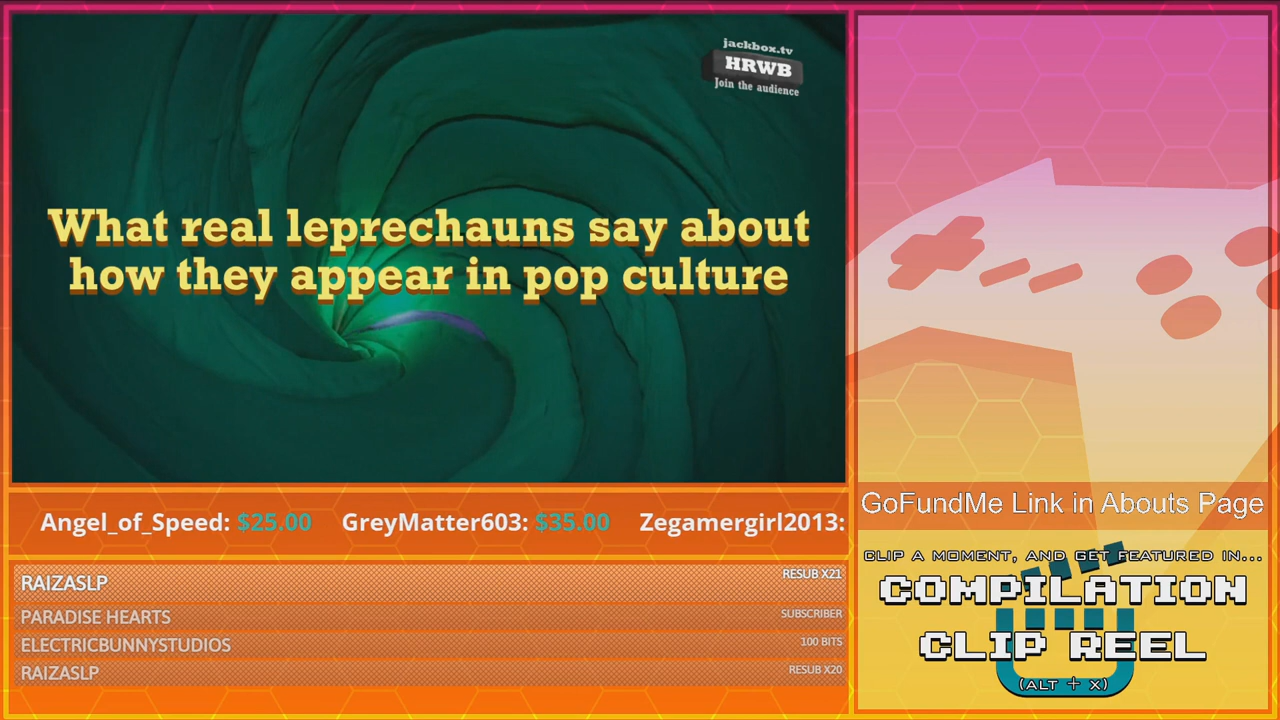 jackbox.tv
HRWB
Join the audience
What real leprechauns say about
how they appear in pop culture
Angel_of_Speed: $25.00 GreyMatter603: $35.00 Zegamergirl2013:
RAIZASLP RESUB X21
PARADISE HEARTS SUBSCRIBER
ELECTRICBUNNYSTUDIOS 100 BITS
RAIZASLP RESUB X20
GoFundMe Link in Abouts Page
CLIP A MOMENT, AND GET FEATURED IN...
COMPILATION
CLIP REEL
(ALT + X)